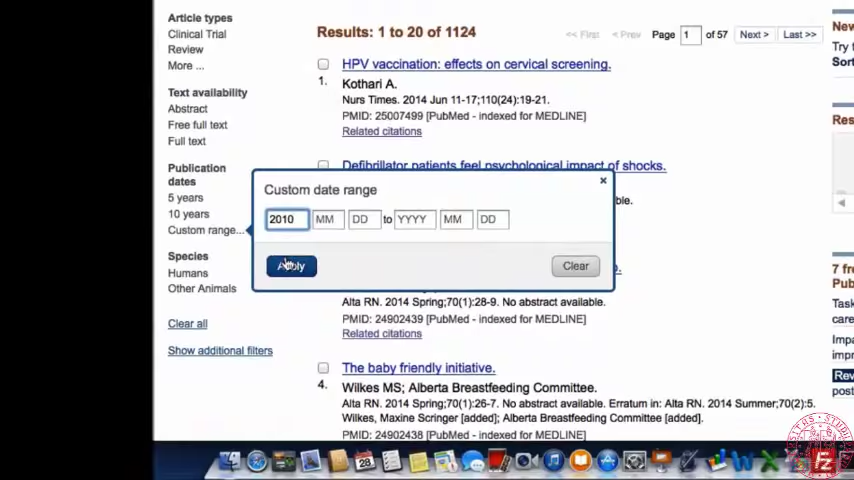 Article types
Clinical Trial
Review
More ...
Text availability
Abstract
Free full text
Full text
Publication
dates
5 years
10 years
Custom range...
Species
Humans
Other Animals
Clear all
Show additional filters
Results: 1 to 20 of 1124
<< First < Prev Page 1 of 57 Next > Last >>
HPV vaccination: effects on cervical screening.
1. Kothari A.
Nurs Times. 2014 Jun 11-17;110(24):19-21.
PMID: 25007499 [PubMed - indexed for MEDLINE]
Related citations
Defibrillator patients feel psychological impact of shocks.
Custom date range
×
2010 MM DD to YYYY MM DD
Apply
Clear
Alta RN. 2014 Spring;70(1):28-9. No abstract available.
PMID: 24902439 [PubMed - indexed for MEDLINE]
Related citations
The baby friendly initiative.
4. Wilkes MS; Alberta Breastfeeding Committee.
Alta RN. 2014 Spring;70(1):26-7. No abstract available. Erratum in: Alta RN. 2014 Summer;70(2):5.
Wilkes, Maxine Scringer [added]; Alberta Breastfeeding Committee [added].
PMID: 24902438 [PubMed - indexed for MEDLINE]
New
Try
Sort
Res
7 fre
Pub
Task
care
Impa
impr
Rev
post
28